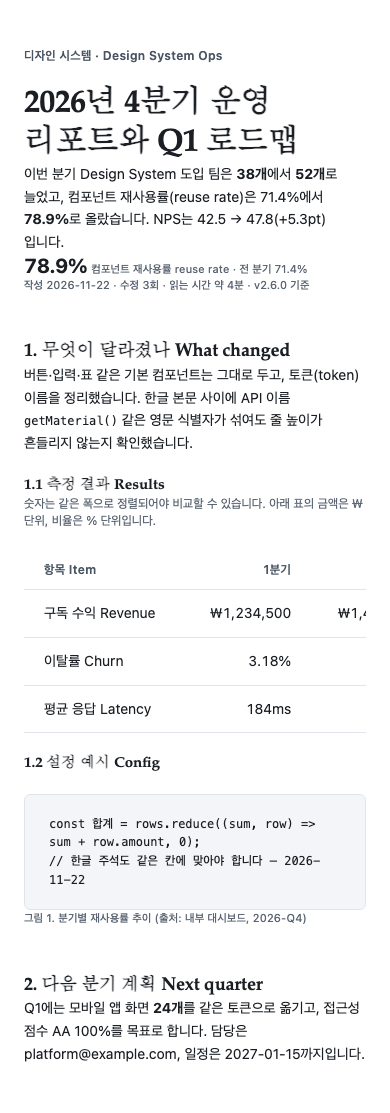 디자인 시스템 · Design System Ops
2026년 4분기 운영
리포트와 Q1 로드맵
이번 분기 Design System 도입 팀은 38개에서 52개로
늘었고, 컴포넌트 재사용률(reuse rate)은 71.4%에서
78.9%로 올랐습니다. NPS는 42.5 → 47.8(+5.3pt)
입니다.
78.9% 컴포넌트 재사용률 reuse rate · 전 분기 71.4%
작성 2026-11-22 · 수정 3회 · 읽는 시간 약 4분 · v2.6.0 기준
1. 무엇이 달라졌나 What changed
버튼·입력·표 같은 기본 컴포넌트는 그대로 두고, 토큰(token)
이름을 정리했습니다. 한글 본문 사이에 API 이름
getMaterial() 같은 영문 식별자가 섞여도 줄 높이가
흔들리지 않는지 확인했습니다.
1.1 측정 결과 Results
숫자는 같은 폭으로 정렬되어야 비교할 수 있습니다. 아래 표의 금액은 ₩
단위, 비율은 % 단위입니다.
항목 Item 1분기
구독 수익 Revenue ₩1,234,500 ₩1,4
이탈률 Churn 3.18%
평균 응답 Latency 184ms
1.2 설정 예시 Config
const 합계 = rows.reduce((sum, row) =>
sum + row.amount, 0);
// 한글 주석도 같은 칸에 맞아야 합니다 — 2026-
11-22
그림 1. 분기별 재사용률 추이 (출처: 내부 대시보드, 2026-Q4)
2. 다음 분기 계획 Next quarter
Q1에는 모바일 앱 화면 24개를 같은 토큰으로 옮기고, 접근성
점수 AA 100%를 목표로 합니다. 담당은
platform@example.com, 일정은 2027-01-15까지입니다.